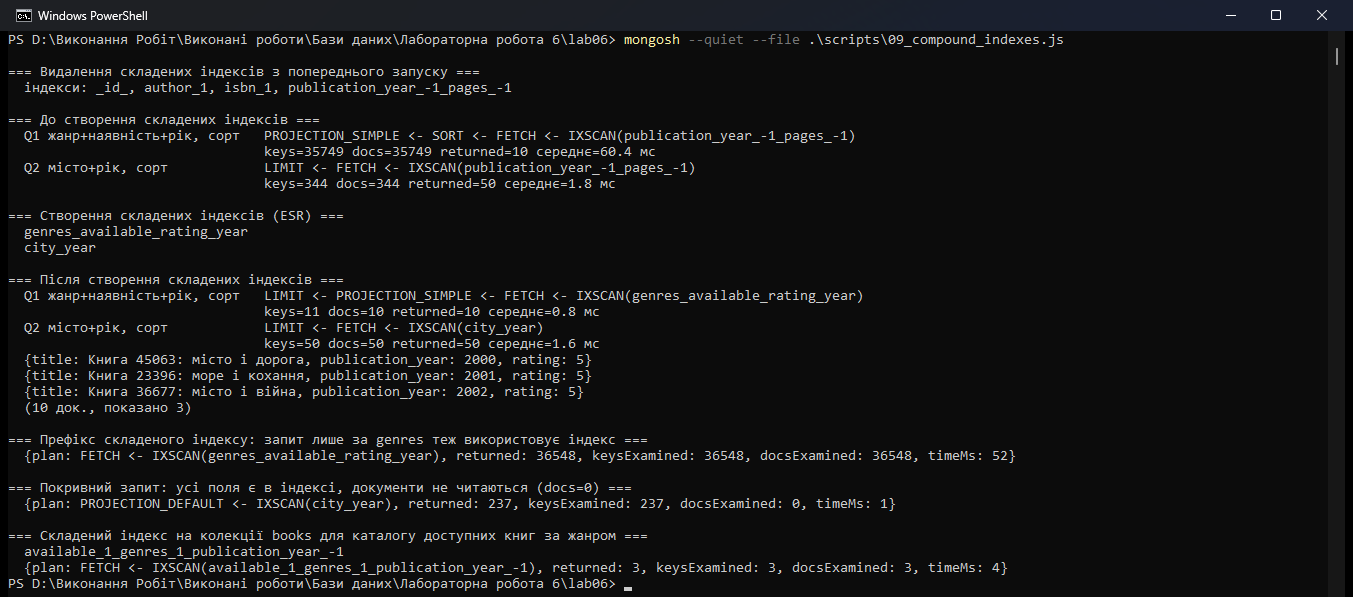 Windows PowerShell
PS D:\Виконання Робіт\Виконані роботи\Бази даних\Лабораторна робота 6\lab06> mongosh --quiet --file .\scripts\09_compound_indexes.js
=== Видалення складених індексів з попереднього запуску ===
індекси: _id_, author_1, isbn_1, publication_year_-1_pages_-1
=== До створення складених індексів ===
Q1 жанр+наявність+рік, сорт   PROJECTION_SIMPLE <- SORT <- FETCH <- IXSCAN(publication_year_-1_pages_-1)
keys=35749 docs=35749 returned=10 середнє=60.4 мс
Q2 місто+рік, сорт            LIMIT <- FETCH <- IXSCAN(publication_year_-1_pages_-1)
keys=344 docs=344 returned=50 середнє=1.8 мс
=== Створення складених індексів (ESR) ===
genres_available_rating_year
city_year
=== Після створення складених індексів ===
Q1 жанр+наявність+рік, сорт   LIMIT <- PROJECTION_SIMPLE <- FETCH <- IXSCAN(genres_available_rating_year)
keys=11 docs=10 returned=10 середнє=0.8 мс
Q2 місто+рік, сорт            LIMIT <- FETCH <- IXSCAN(city_year)
keys=50 docs=50 returned=50 середнє=1.6 мс
{title: Книга 45063: місто і дорога, publication_year: 2000, rating: 5}
{title: Книга 23396: море і кохання, publication_year: 2001, rating: 5}
{title: Книга 36677: місто і війна, publication_year: 2002, rating: 5}
(10 док., показано 3)
=== Префікс складеного індексу: запит лише за genres теж використовує індекс ===
{plan: FETCH <- IXSCAN(genres_available_rating_year), returned: 36548, keysExamined: 36548, docsExamined: 36548, timeMs: 52}
=== Покривний запит: усі поля є в індексі, документи не читаються (docs=0) ===
{plan: PROJECTION_DEFAULT <- IXSCAN(city_year), returned: 237, keysExamined: 237, docsExamined: 0, timeMs: 1}
=== Складений індекс на колекції books для каталогу доступних книг за жанром ===
available_1_genres_1_publication_year_-1
{plan: FETCH <- IXSCAN(available_1_genres_1_publication_year_-1), returned: 3, keysExamined: 3, docsExamined: 3, timeMs: 4}
PS D:\Виконання Робіт\Виконані роботи\Бази даних\Лабораторна робота 6\lab06>